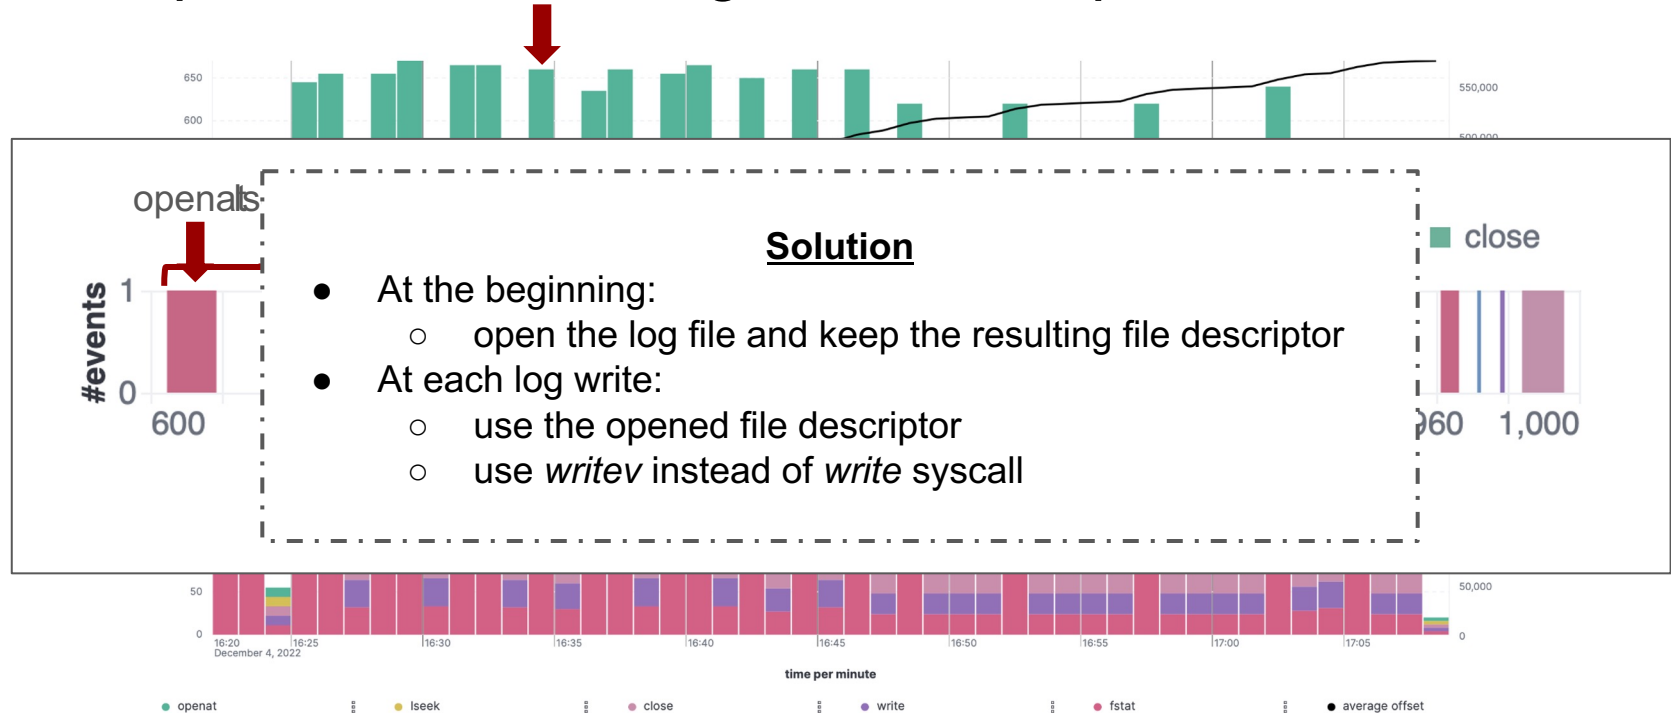 650
600
550,000
500,000
Solution
● At the beginning:
○ open the log file and keep the resulting file descriptor
● At each log write:
○ use the opened file descriptor
○ use writev instead of write syscall
close
#events
1
0
600
1,000
50
0
50,000
0
16:20 16:25 16:30 16:35 16:40 16:45 16:50 16:55 17:00 17:05
December 4, 2022
time per minute
openat lseek close write fstat average offset